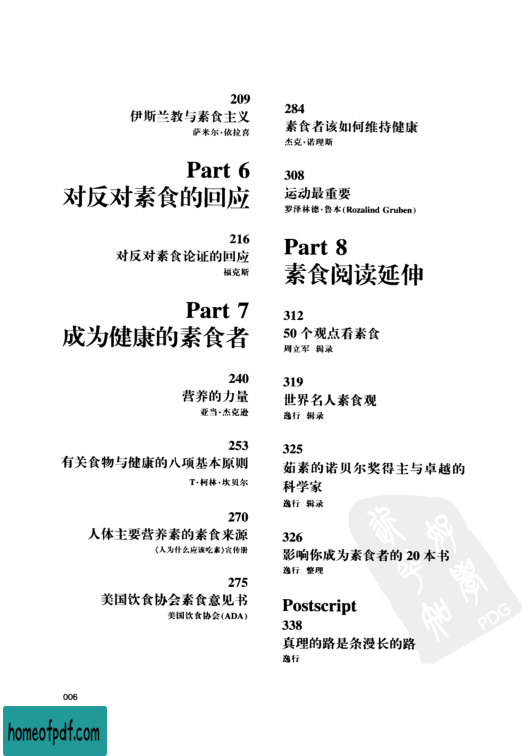 209
伊斯兰教与素食主义
萨米尔·依拉喜
Part 6
对反对素食的回应
216
对反对素食论证的回应
福克斯
Part 7
成为健康的素食者
240
营养的力量
亚当·杰克逊
253
有关食物与健康的八项基本原则
T·柯林·坎贝尔
270
人体主要营养素的素食来源
《人为什么应该吃素》宣传册
275
美国饮食协会素食意见书
美国饮食协会(ADA)
284
素食者该如何维持健康
杰克·诺理斯
308
运动最重要
罗泽林德·鲁本(Rozalind Gruben)
Part 8
素食阅读延伸
312
50个观点看素食
周立军 辑录
319
世界名人素食观
逸行 辑录
325
茹素的诺贝尔奖得主与卓越的
科学家
逸行 辑录
326
影响你成为素食者的20本书
逸行 整理
Postscript
338
真理的路是条漫长的路
逸行
PDG
006
homeofpdf.com